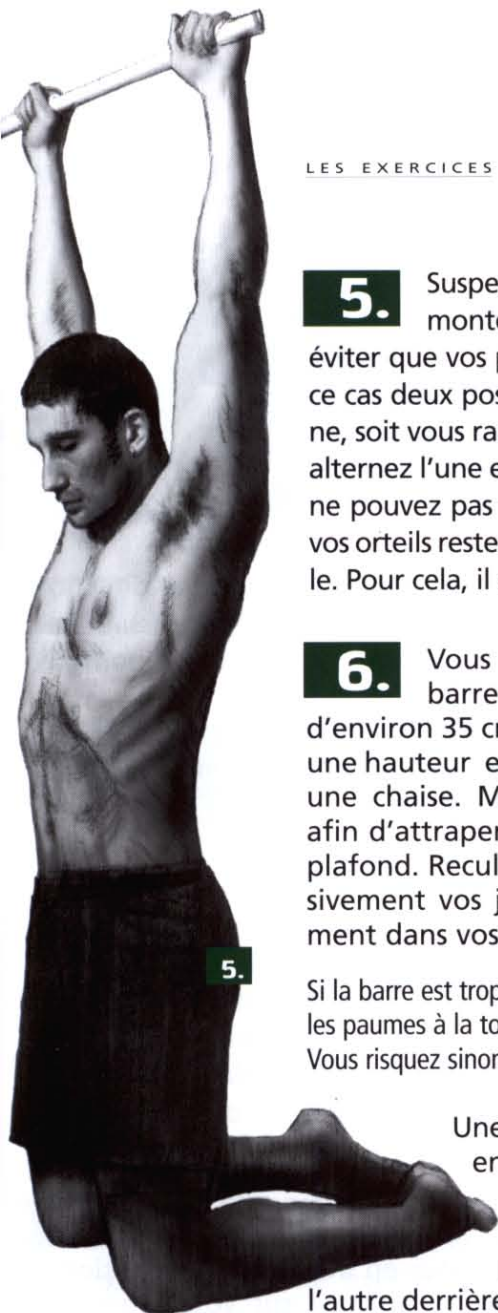 LES EXERCICES
5. Suspe
monte
éviter que vos p
ce cas deux pos
ne, soit vous ra
alternez l'une e
ne pouvez pas
vos orteils reste
le. Pour cela, il
6. Vous
barre
d'environ 35 cr
une hauteur e
une chaise. M
afin d'attraper
plafond. Recul
sivement vos j
ment dans vos
5.
Si la barre est trop
les paumes à la to
Vous risquez sinor
Une
en
l'autre derrière